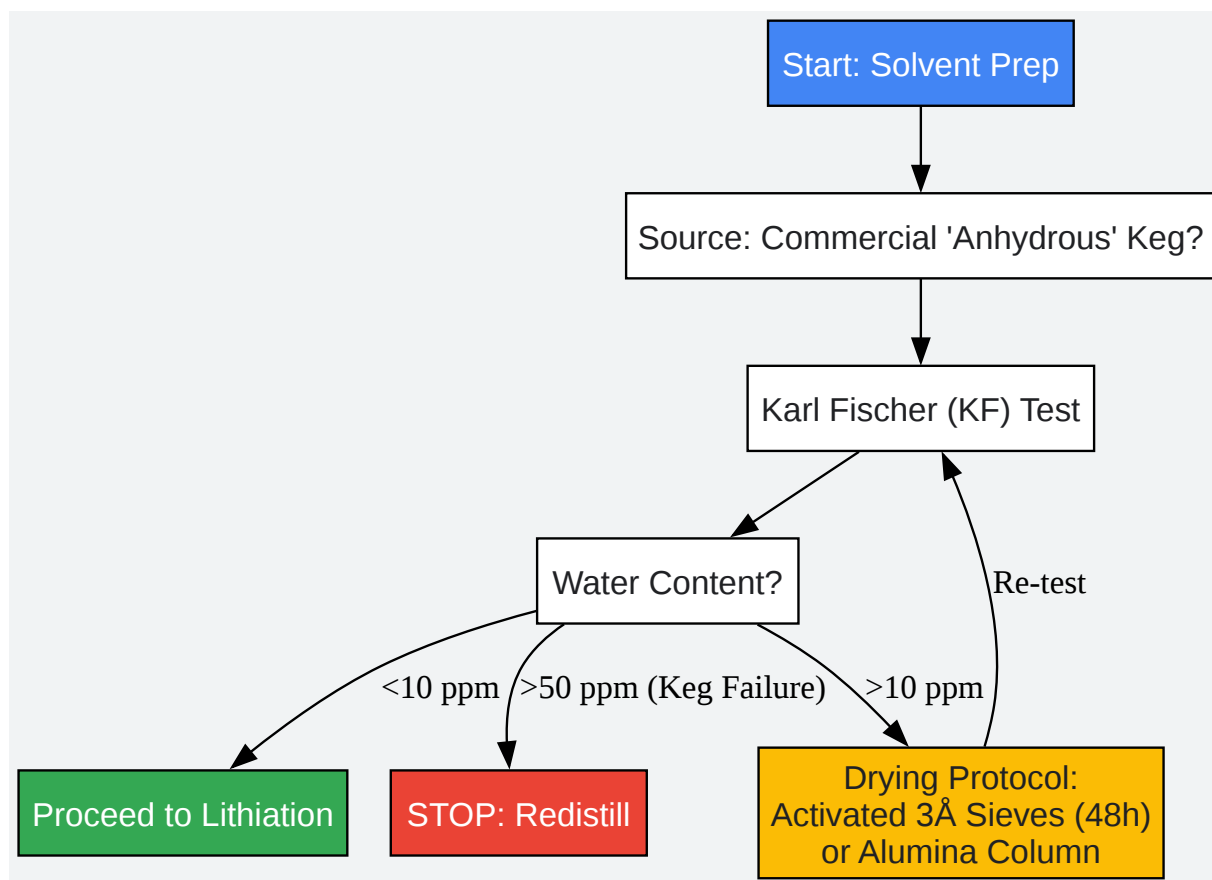 Start: Solvent Prep
Source: Commercial 'Anhydrous' Keg?
Karl Fischer (KF) Test
Water Content?
Re-test
<10 ppm
>50 ppm (Keg Failure)
>10 ppm
Proceed to Lithiation
STOP: Redistill
Drying Protocol:
Activated 3Å Sieves (48h)
or Alumina Column